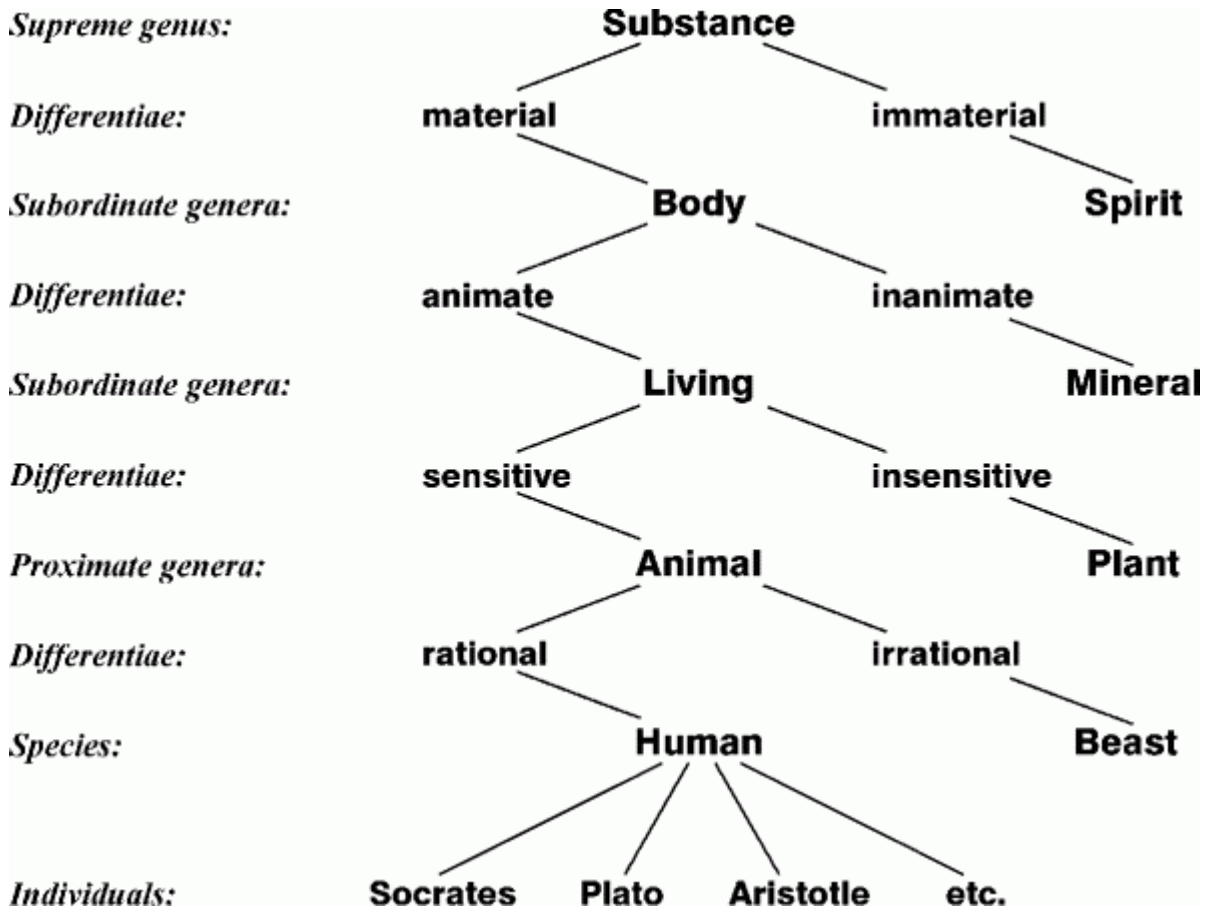 Supreme genus: Substance
Differentiae: material immaterial
Subordinate genera: Body Spirit
Differentiae: animate inanimate
Subordinate genera: Living Mineral
Differentiae: sensitive insensitive
Proximate genera: Animal Plant
Differentiae: rational irrational
Species: Human Beast
Individuals: Socrates Plato Aristotle etc.